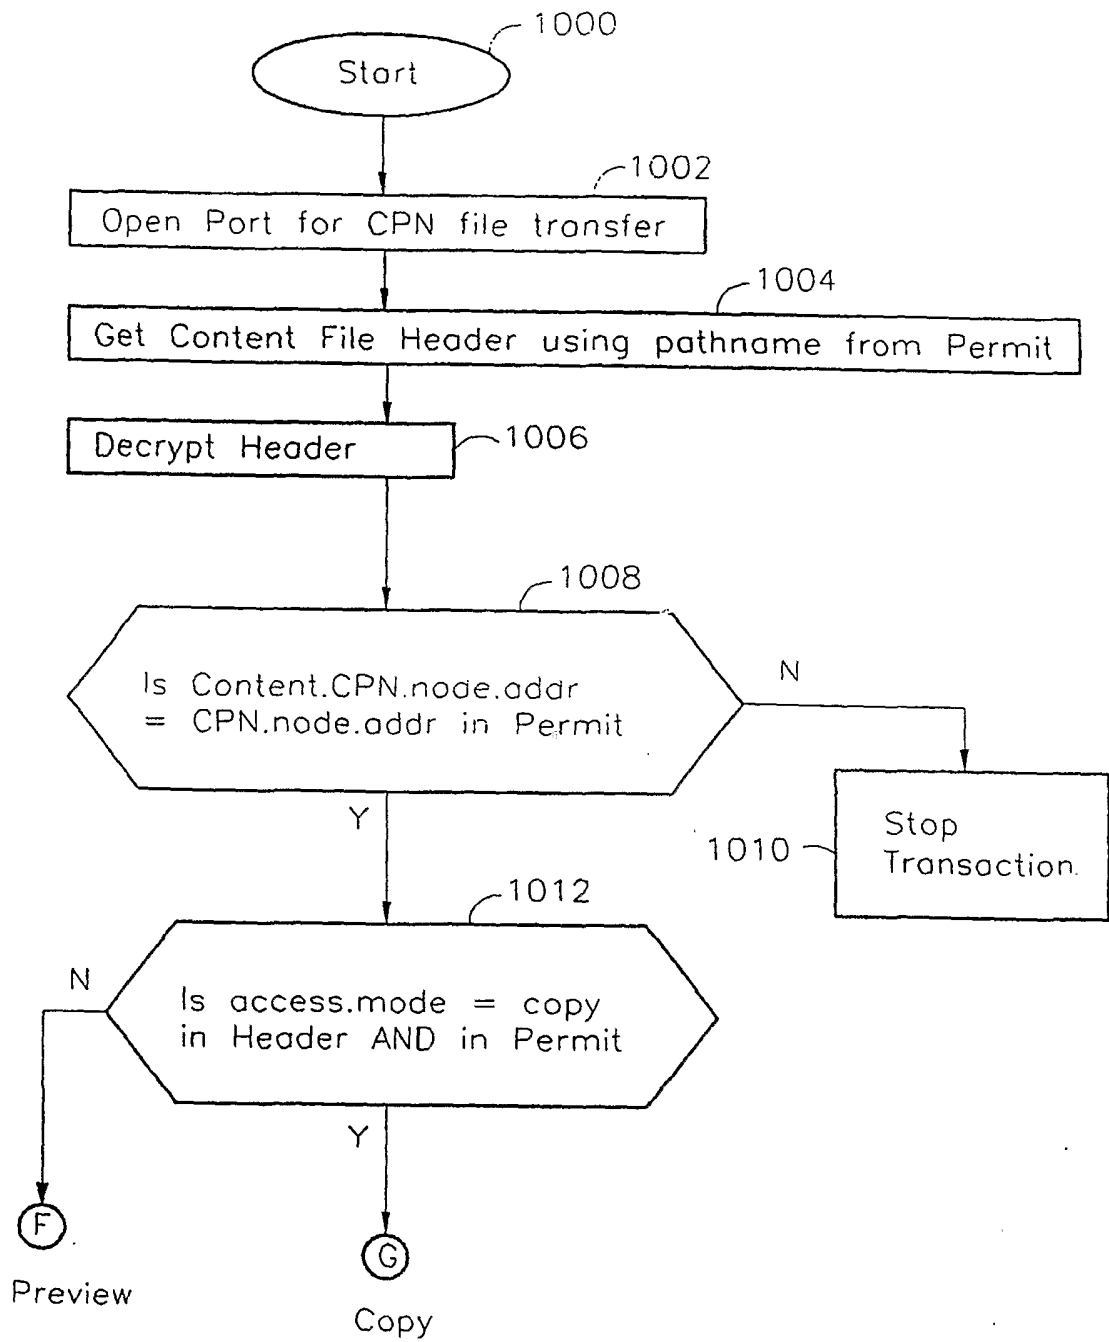 1000
Start
1002
Open Port for CPN file transfer
1004
Get Content File Header using pathname from Permit
Decrypt Header
1006
1008
Is Content.CPN.node.addr
= CPN.node.addr in Permit
N
Y
1010
Stop
Transaction
1012
N
Is access.mode = copy
in Header AND in Permit
Y
F
Preview
G
Copy